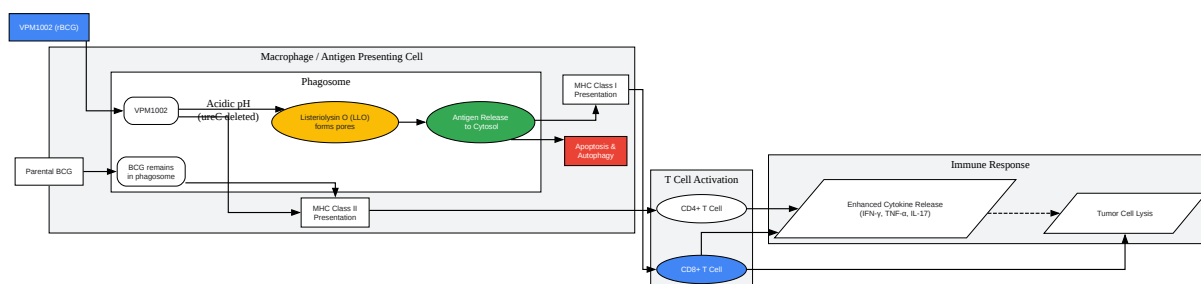 VPM1002 (rBCG)
Macrophage / Antigen Presenting Cell
Phagosome
VPM1002
Acidic pH
(ureC deleted)
Listeriolysin O (LLO)
forms pores
Antigen Release
to Cytosol
MHC Class I
Presentation
Apoptosis &
Autophagy
Parental BCG
BCG remains
in phagosome
MHC Class II
Presentation
T Cell Activation
CD4+ T Cell
CD8+ T Cell
Immune Response
Enhanced Cytokine Release
(IFN-γ, TNF-α, IL-17)
Tumor Cell Lysis